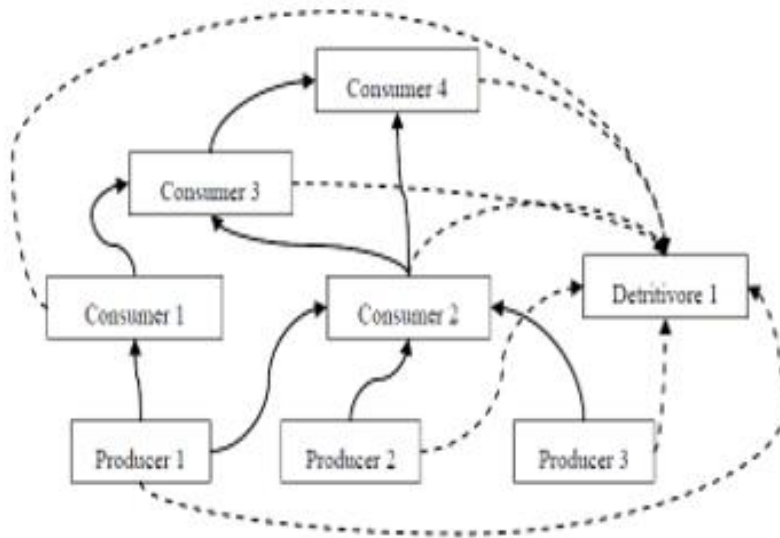 Consumer 4
Consumer 3
Consumer 1
Consumer 2
Detritivore 1
Producer 1
Producer 2
Producer 3